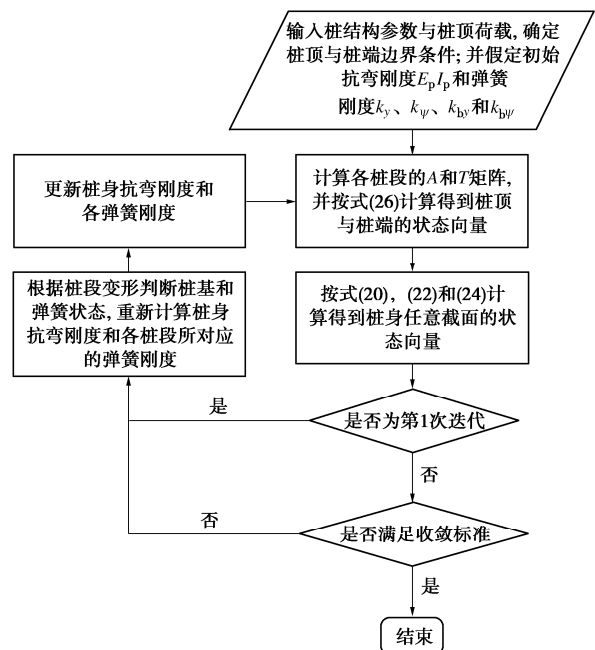 输入桩结构参数与桩顶荷载, 确定
桩顶与桩端边界条件; 并假定初始
抗弯刚度EpIp和弹簧
刚度ky、kψ、kby和kbψ
更新桩身抗弯刚度和
各弹簧刚度
计算各桩段的A和T矩阵,
并按式(26)计算得到桩顶
与桩端的状态向量
根据桩段变形判断桩基和
弹簧状态, 重新计算桩身
抗弯刚度和各桩段所对应
的弹簧刚度
按式(20)，(22)和(24)计
算得到桩身任意截面的状
态向量
是
是否为第1次迭代
否
否
是否满足收敛标准
是
结束